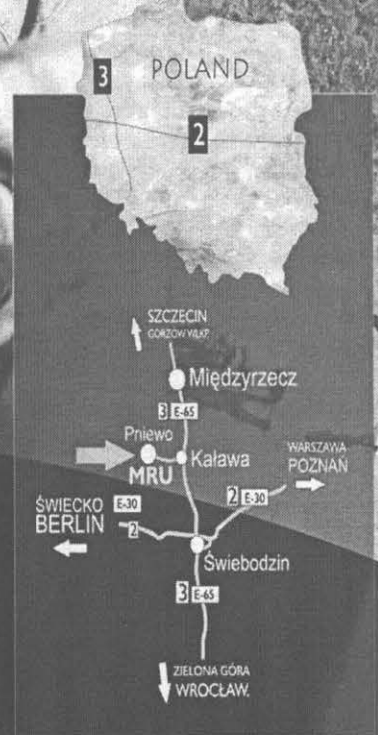 POLAND
3
2
SZCZECIN
GORZÓW WLKP.
Międzyrzecz
3 E-65
Pniewo
MRU
Kaława
WARSZAWA
POZNAŃ
2 E-30
ŚWIECKO E-30
BERLIN 2
Świebodzin
3 E-65
ZIELONA GÓRA
WROCŁAW.